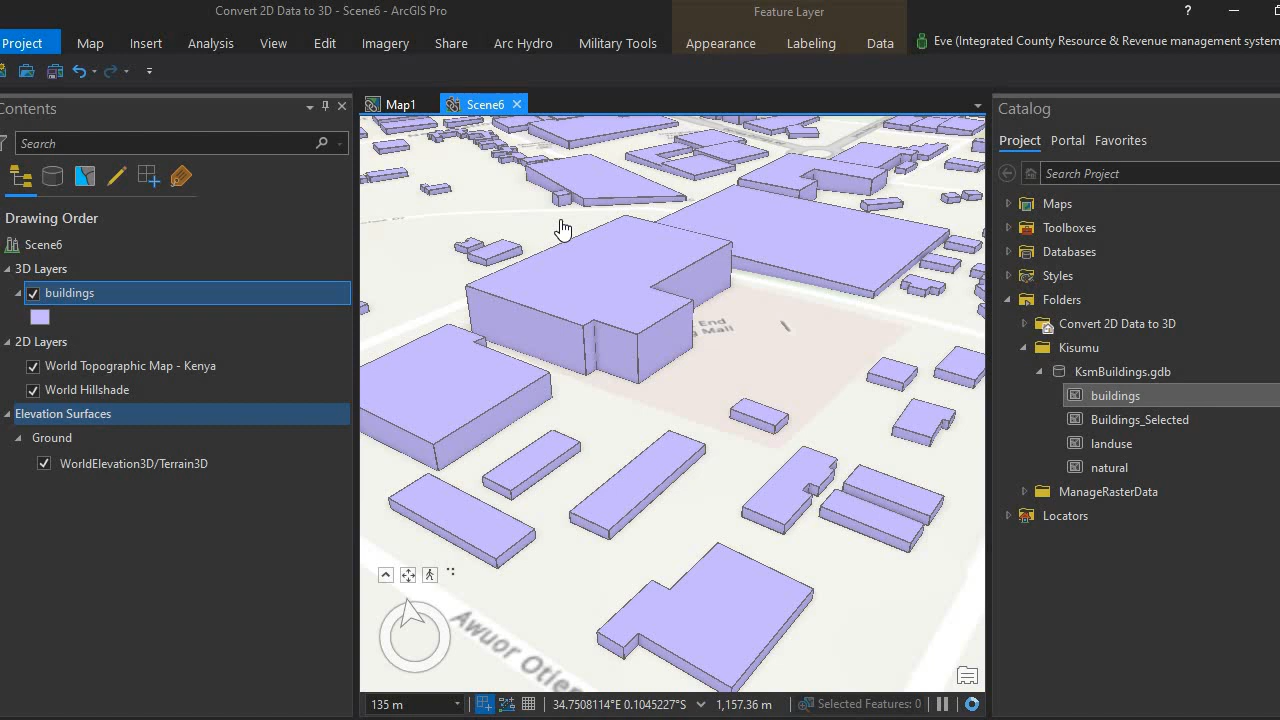 Convert 2D Data to 3D - Scene6 - ArcGIS Pro
Feature Layer
?
Project
Map
Insert
Analysis
View
Edit
Imagery
Share
Arc Hydro
Military Tools
Appearance
Labeling
Data
Eve (Integrated County Resource & Revenue management system
Contents
Search
Drawing Order
Scene6
3D Layers
buildings
2D Layers
World Topographic Map - Kenya
World Hillshade
Elevation Surfaces
Ground
WorldElevation3D/Terrain3D
Map1
Scene6
End
Mall
Awuor Otien
135 m
34.7508114°E 0.1045227°S
1,157.36 m
Selected Features: 0
Catalog
Project
Portal
Favorites
Search Project
Maps
Toolboxes
Databases
Styles
Folders
Convert 2D Data to 3D
Kisumu
KsmBuildings.gdb
buildings
Buildings_Selected
landuse
natural
ManageRasterData
Locators